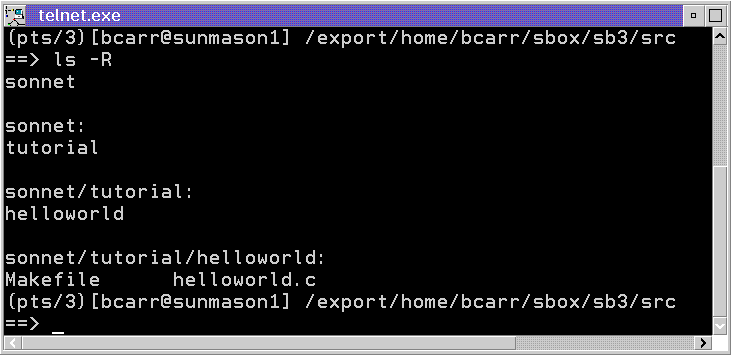 telnet.exe
(pts/3)[bcarr@sunmason1] /export/home/bcarr/sbox/sb3/src
==> ls -R
sonnet
sonnet:
tutorial
sonnet/tutorial:
helloworld
sonnet/tutorial/helloworld:
Makefile      helloworld.c
(pts/3)[bcarr@sunmason1] /export/home/bcarr/sbox/sb3/src
==> _